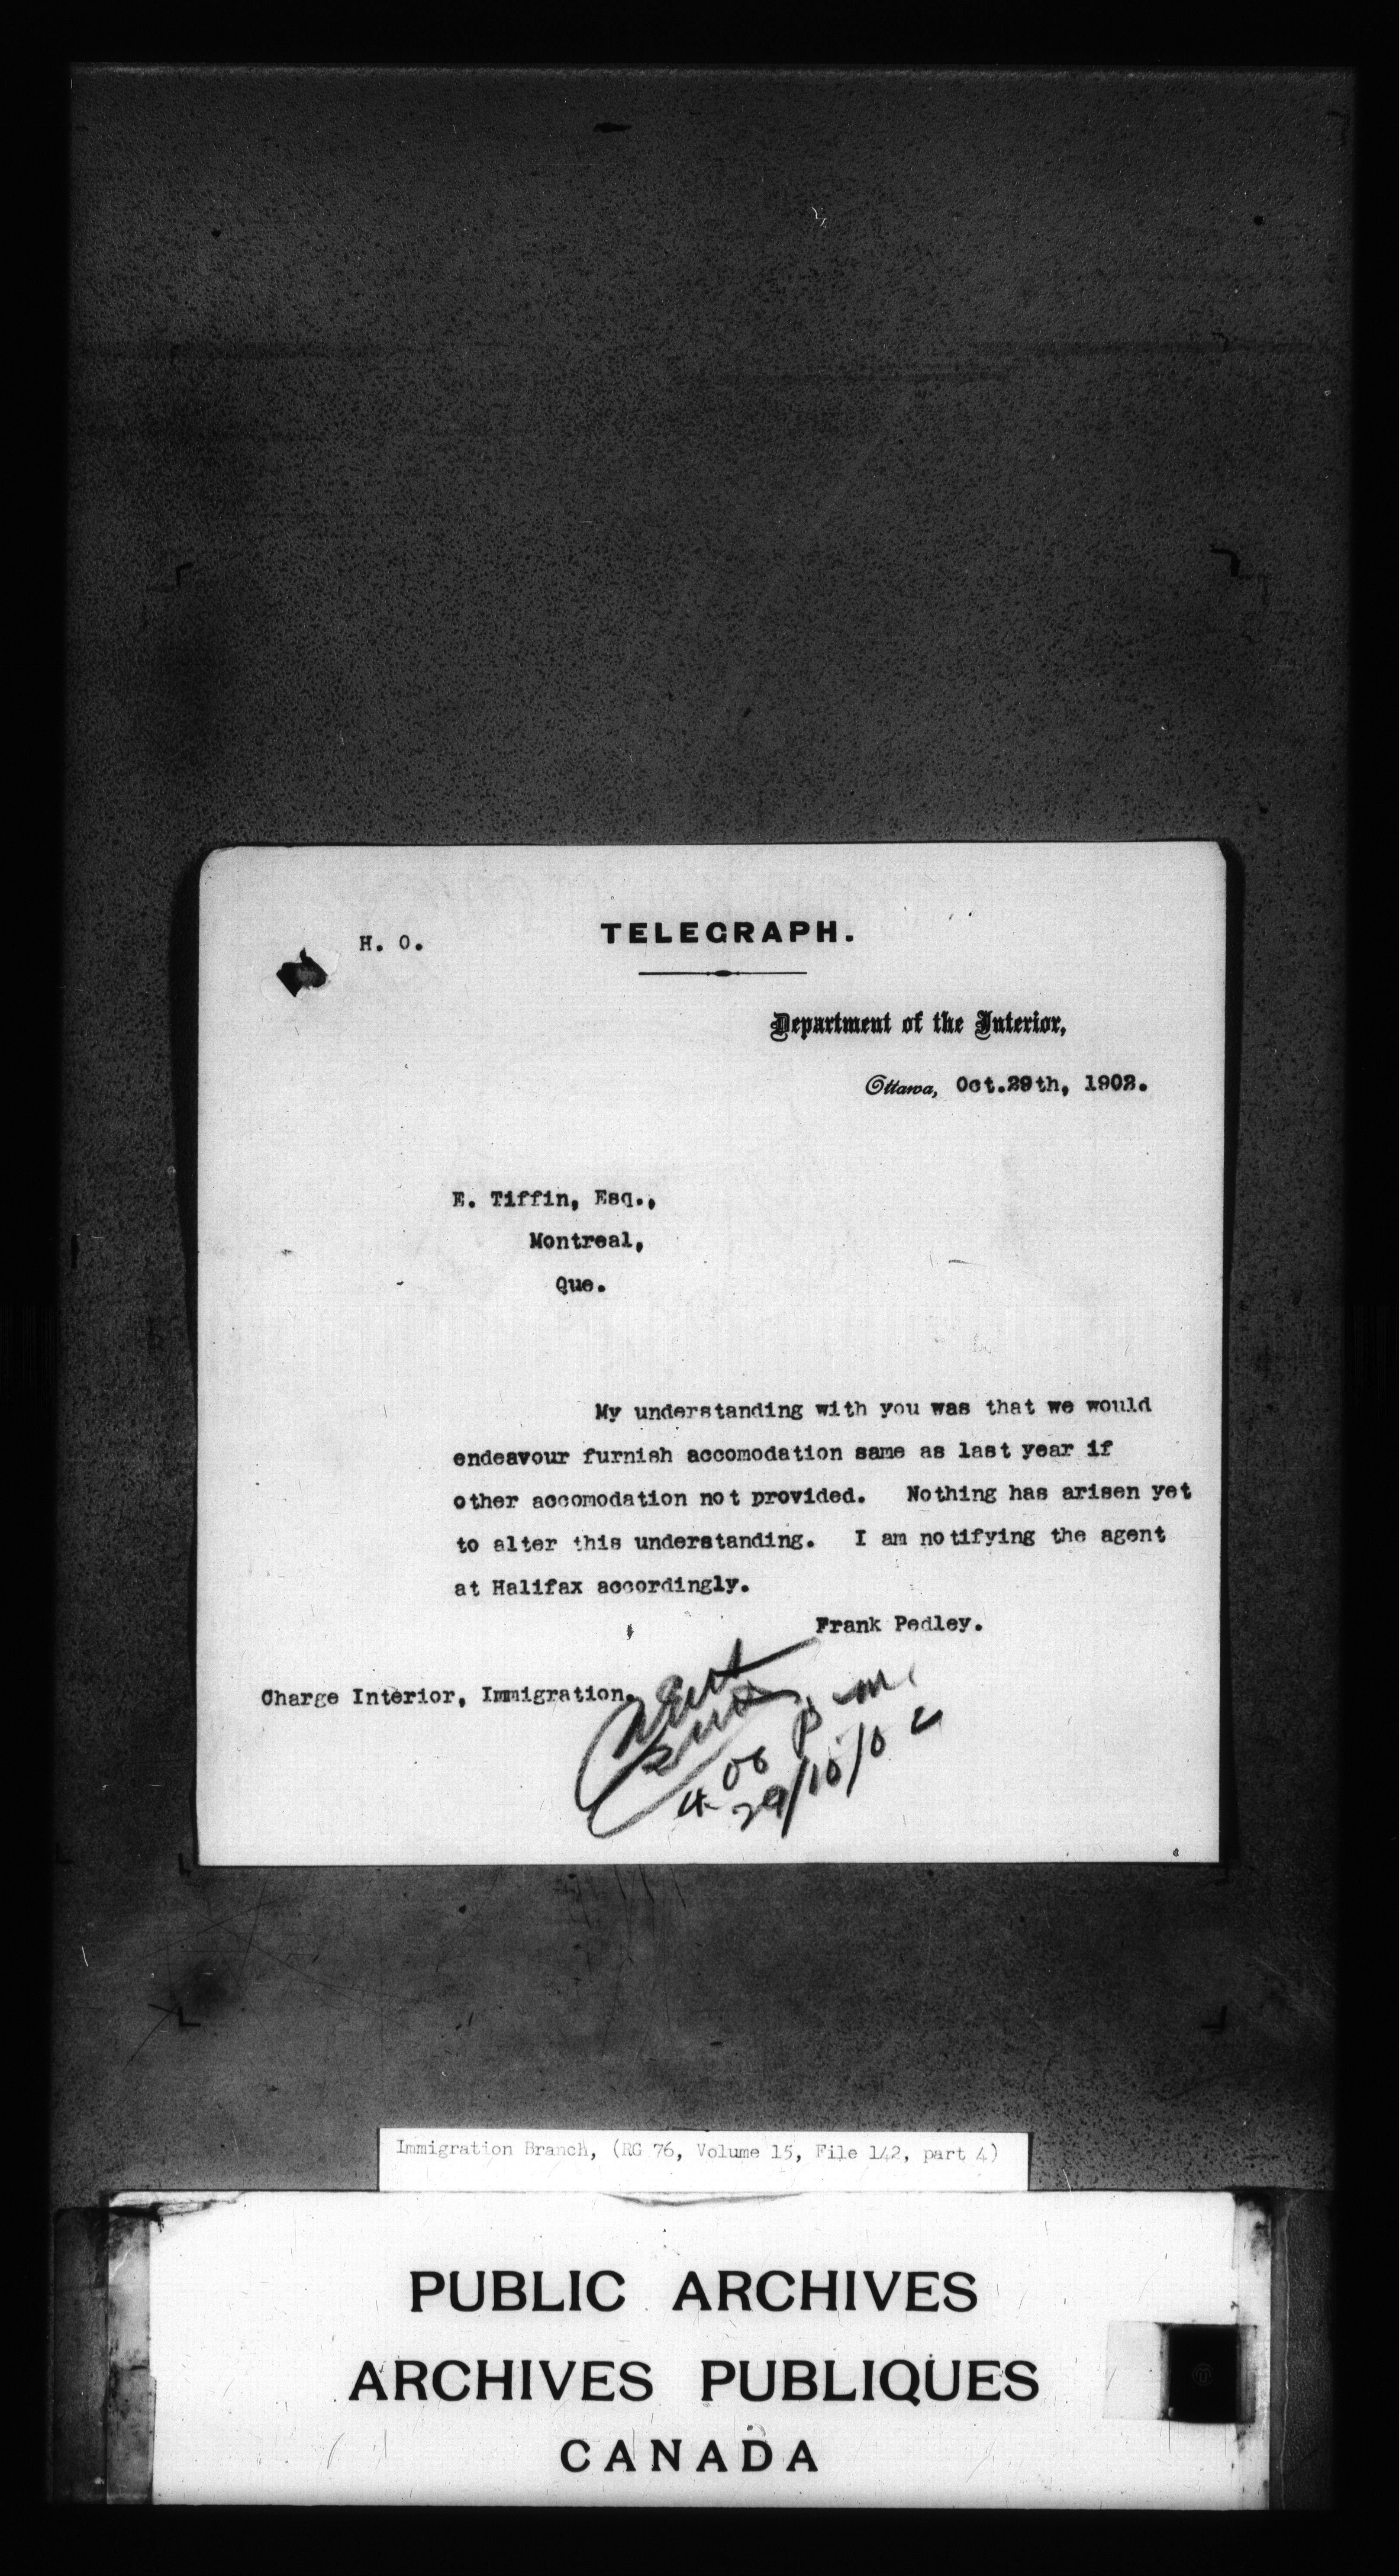 H. O.
TELEGRAPH.
Department of the Interior,
Ottawa, Oct.29th, 1902.
E. Tiffin, Esq.,
Montreal,
Que.
My understanding with you was that we would
endeavour furnish accomodation same as last year if
other accomodation not provided. Nothing has arisen yet
to alter this understanding. I am notifying the agent
at Halifax accordingly.
Frank Pedley.
Charge Interior, Immigration.
4.00 p.m.
29/10/02
Immigration Branch, (RG 76, Volume 15, File 142, part 4)
PUBLIC ARCHIVES
ARCHIVES PUBLIQUES
CANADA